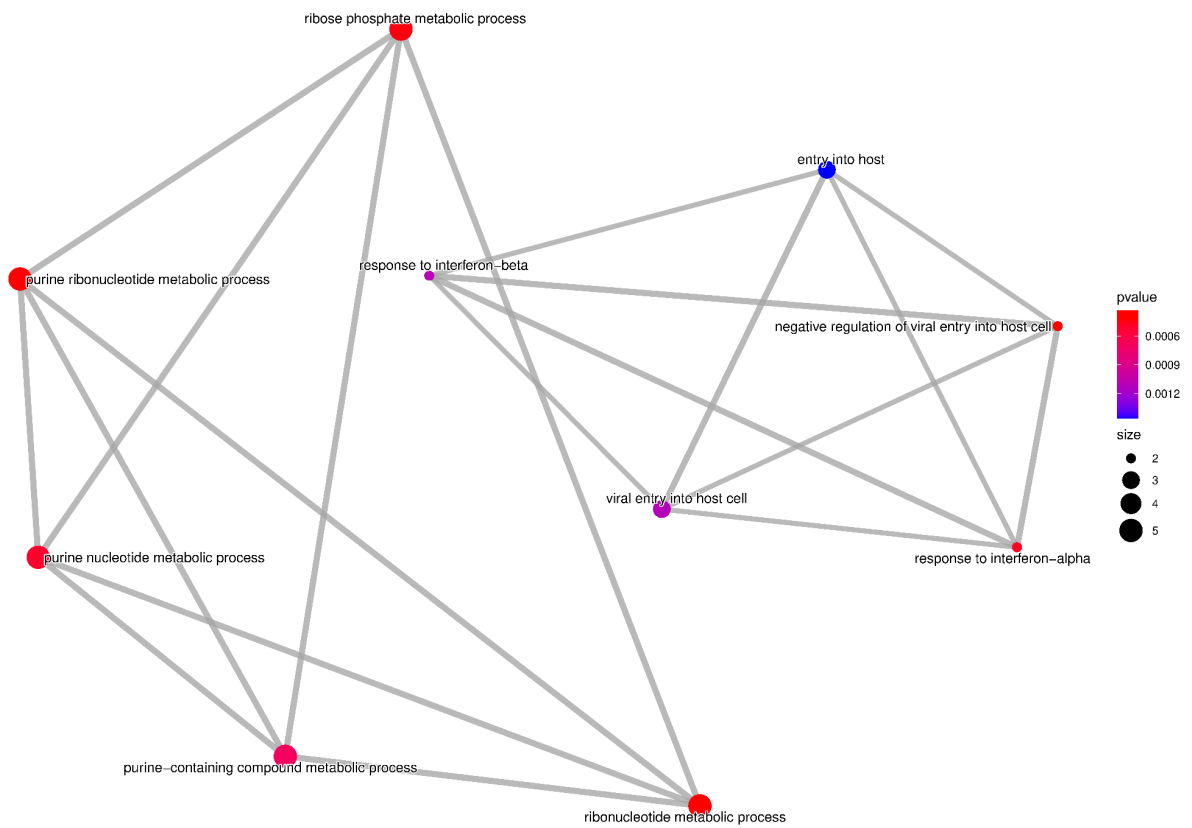 ribose phosphate metabolic process
entry into host
response to interferon−beta
purine ribonucleotide metabolic process
negative regulation of viral entry into host cell
viral entry into host cell
purine nucleotide metabolic process
response to interferon−alpha
purine−containing compound metabolic process
ribonucleotide metabolic process
pvalue
0.0006
0.0009
0.0012
size
2
3
4
5